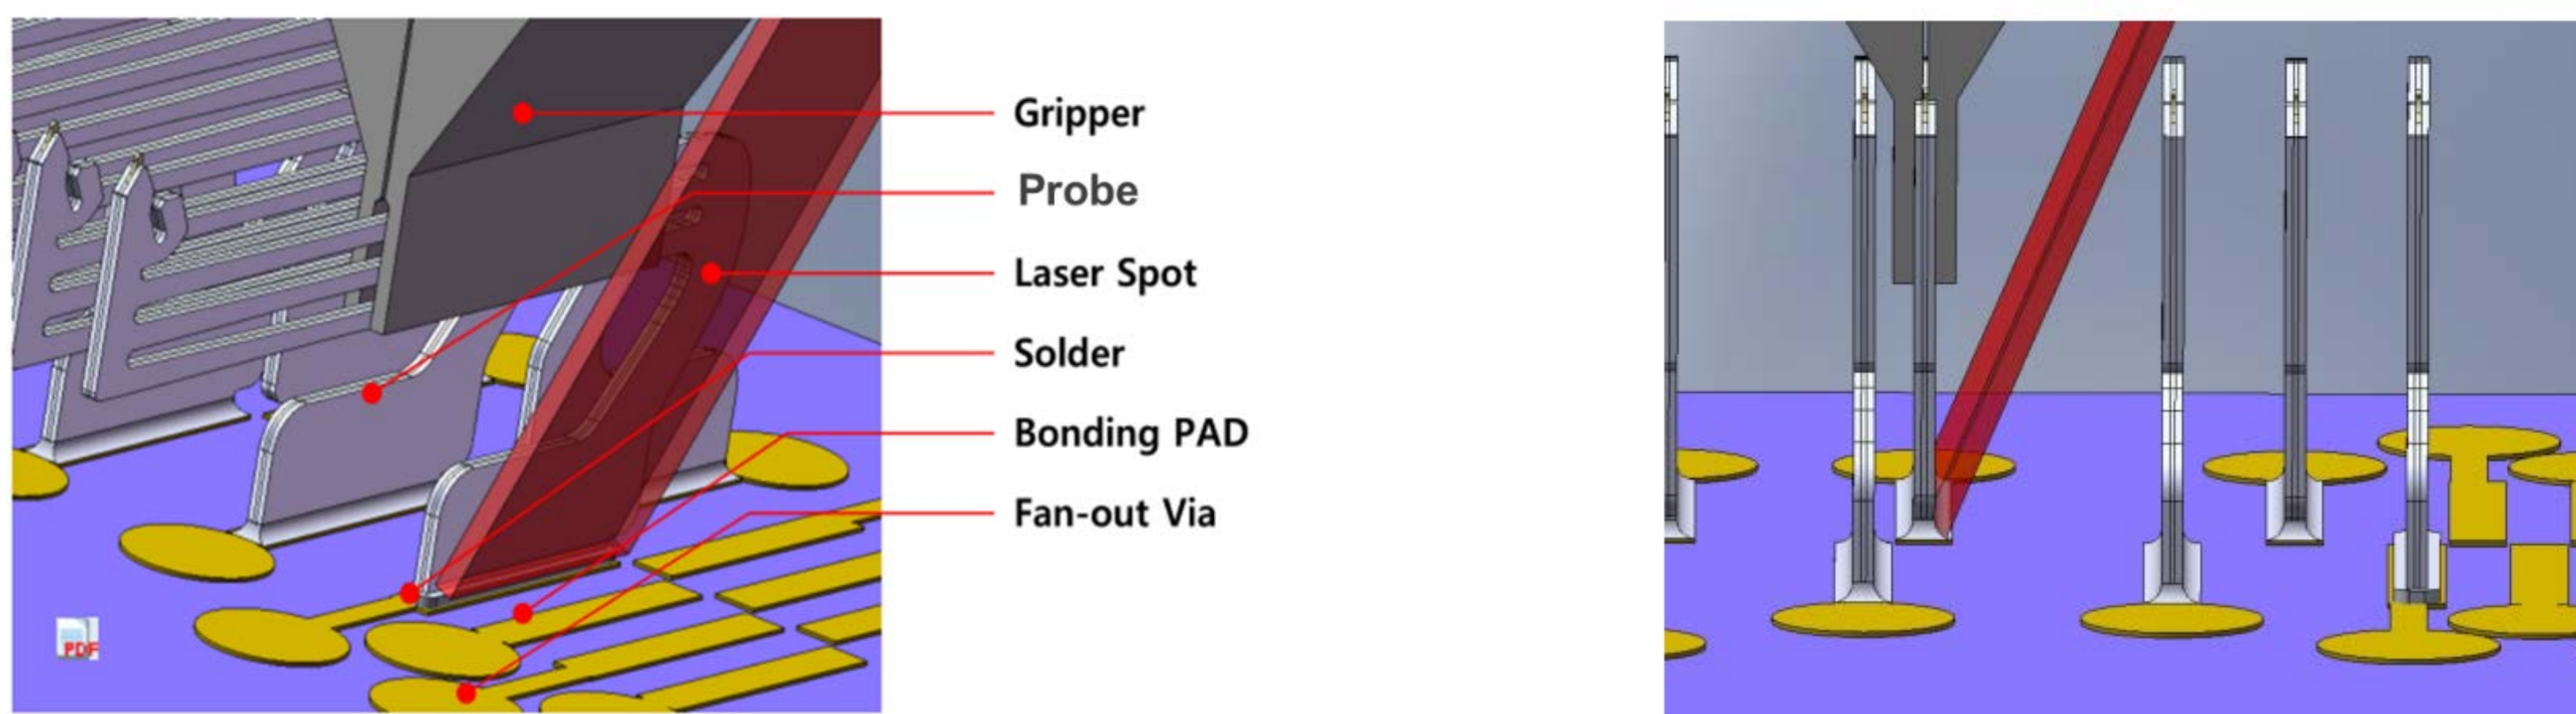 Gripper
Probe
Laser Spot
Solder
Bonding PAD
Fan-out Via
PDF